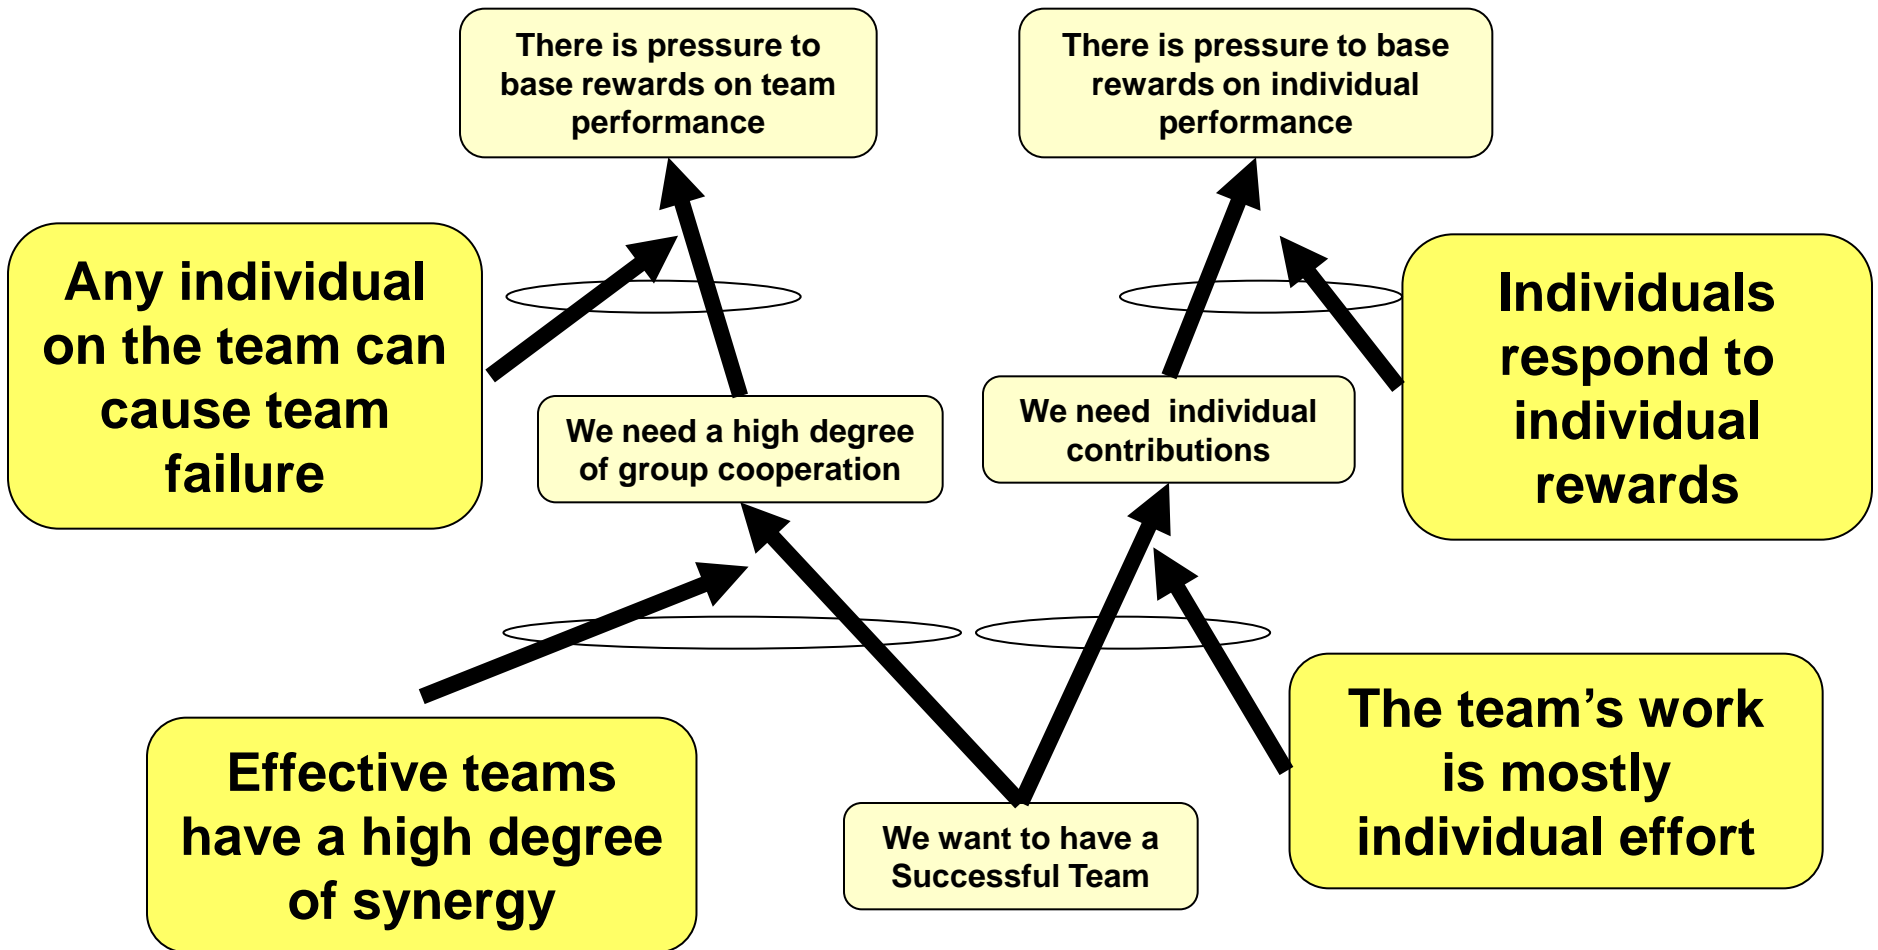 There is pressure to
base rewards on team
performance
There is pressure to base
rewards on individual
performance
Any individual
on the team can
cause team
failure
Individuals
respond to
individual
rewards
We need a high degree
of group cooperation
We need  individual
contributions
Effective teams
have a high degree
of synergy
We want to have a
Successful Team
The team’s work
is mostly
individual effort